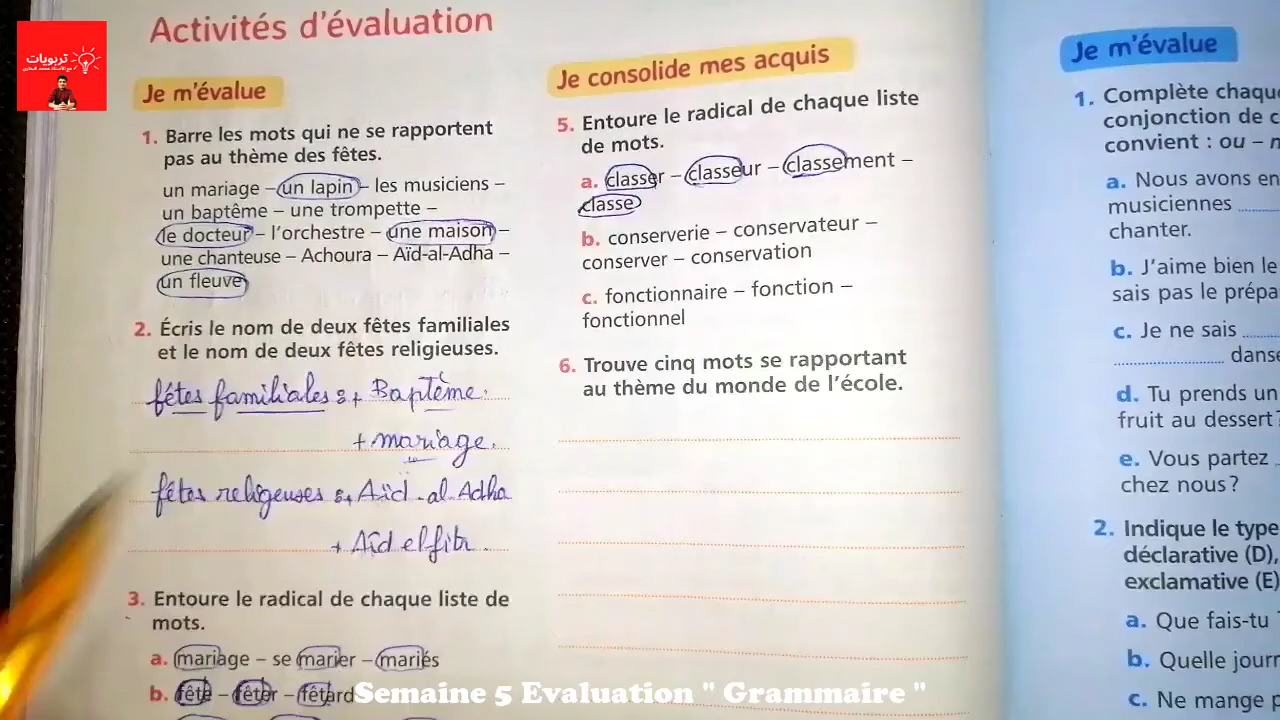 تربويات
Activités d'évaluation
Je m'évalue
1. Barre les mots qui ne se rapportent
pas au thème des fêtes.
un mariage – un lapin – les musiciens –
un baptême – une trompette –
le docteur – l'orchestre – une maison –
une chanteuse – Achoura – Aïd-al-Adha –
un fleuve
2. Écris le nom de deux fêtes familiales
et le nom de deux fêtes religieuses.
fêtes familiales : + Baptême.
+ mariage.
fêtes religieuses : + Aïd-al-Adha
+ Aïd el fitr.
3. Entoure le radical de chaque liste de
mots.
a. mariage – se marier – mariés
b. fête – fêter – fêtard
Je consolide mes acquis
5. Entoure le radical de chaque liste
de mots.
a. classer – classeur – classement –
classe
b. conserverie – conservateur –
conserver – conservation
c. fonctionnaire – fonction –
fonctionnel
6. Trouve cinq mots se rapportant
au thème du monde de l'école.
Je m'évalue
1. Complète chaqu
conjonction de c
convient : ou – n
a. Nous avons en
musiciennes
chanter.
b. J'aime bien le
sais pas le prépa
c. Je ne sais
danse
d. Tu prends un
fruit au dessert
e. Vous partez
chez nous ?
2. Indique le type
déclarative (D),
exclamative (E)
a. Que fais-tu
b. Quelle jour
c. Ne mange p
Semaine 5 Evaluation " Grammaire "